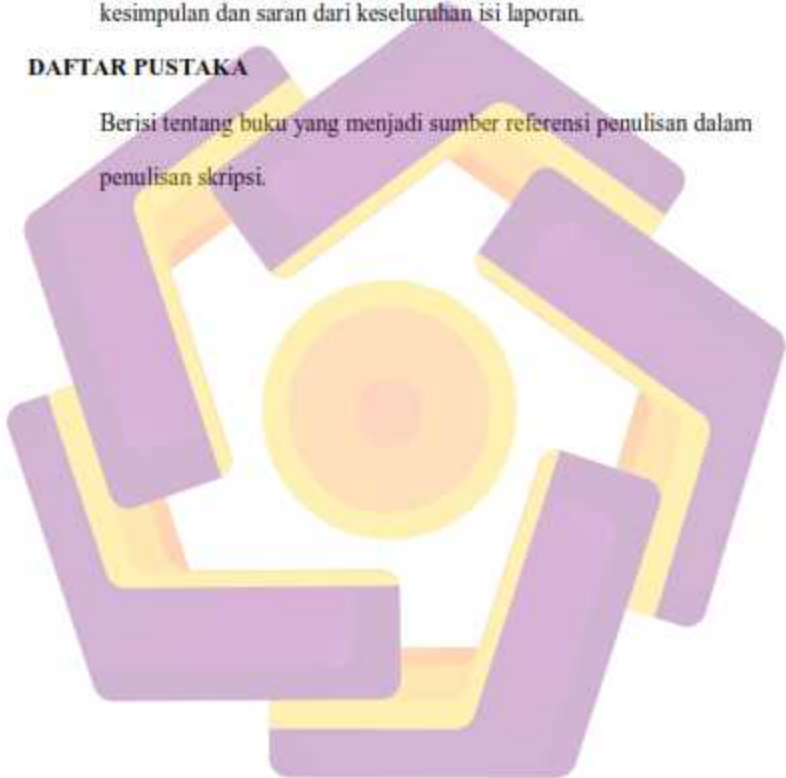 kesimpulan dan saran dari keseluruhan isi laporan.
DAFTAR PUSTAKA
Berisi tentang buku yang menjadi sumber referensi penulisan dalam
penulisan skripsi.